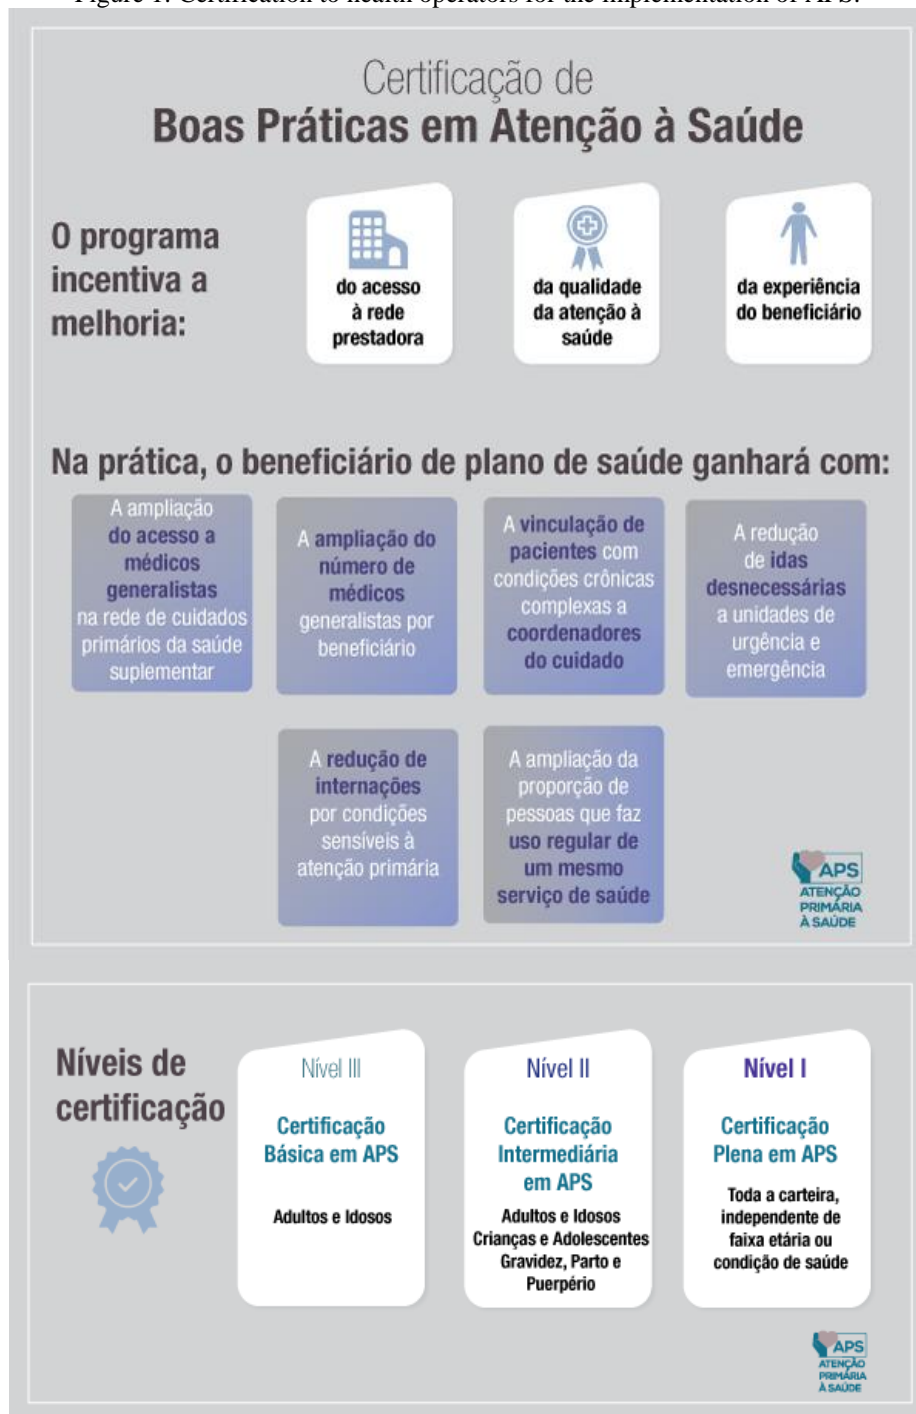 Figure 1: Certification to health operators for the implementation of APS.
Certificação de
Boas Práticas em Atenção à Saúde
O programa
incentiva a
melhoria:
do acesso
à rede
prestadora
da qualidade
da atenção à
saúde
da experiência
do beneficiário
Na prática, o beneficiário de plano de saúde ganhará com:
A ampliação
do acesso a
médicos
generalistas
na rede de cuidados
primários da saúde
suplementar
A ampliação do
número de
médicos
generalistas por
beneficiário
A vinculação de
pacientes com
condições crônicas
complexas a
coordenadores
do cuidado
A redução
de idas
desnecessárias
a unidades de
urgência e
emergência
A redução de
internações
por condições
sensíveis à
atenção primária
A ampliação da
proporção de
pessoas que faz
uso regular de
um mesmo
serviço de saúde
APS
ATENÇÃO
PRIMÁRIA
À SAÚDE
Níveis de
certificação
Nível III
Certificação
Básica em APS
Adultos e Idosos
Nível II
Certificação
Intermediária
em APS
Adultos e Idosos
Crianças e Adolescentes
Gravidez, Parto e
Puerpério
Nível I
Certificação
Plena em APS
Toda a carteira,
independente de
faixa etária ou
condição de saúde
APS
ATENÇÃO
PRIMÁRIA
À SAÚDE